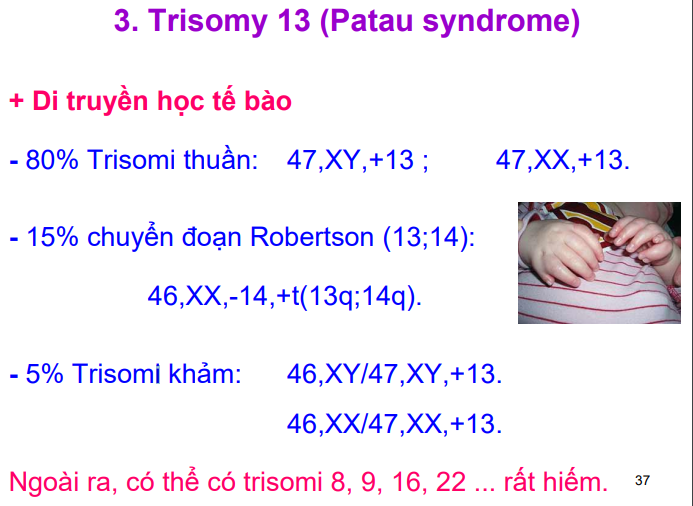 3. Trisomy 13 (Patau syndrome)
+ Di truyền học tế bào
- 80% Trisomi thuần: 47,XY,+13 ; 47,XX,+13.
- 15% chuyển đoạn Robertson (13;14):
46,XX,-14,+t(13q;14q).
- 5% Trisomi khảm: 46,XY/47,XY,+13.
46,XX/47,XX,+13.
Ngoài ra, có thể có trisomi 8, 9, 16, 22 ... rất hiếm. 37